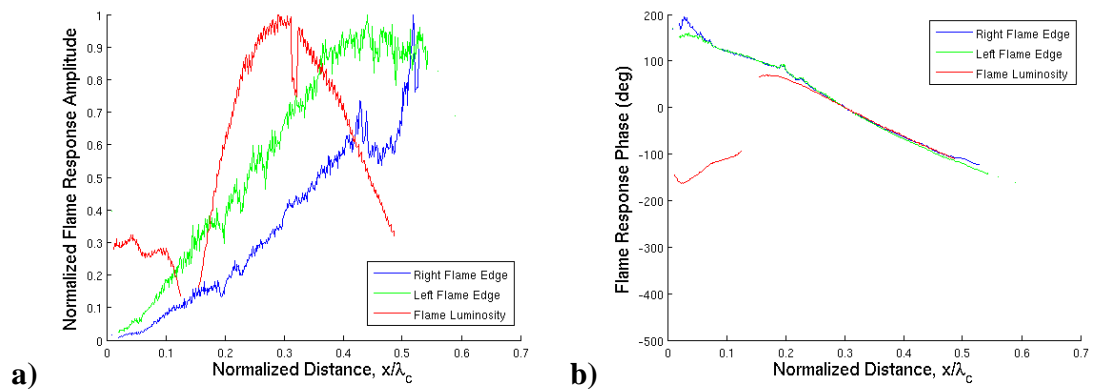 a)
Normalized Flame Response Amplitude
1
0.9
0.8
0.7
0.6
0.5
0.4
0.3
0.2
0.1
0
0 0.1 0.2 0.3 0.4 0.5 0.6 0.7
Normalized Distance, x/λc
Right Flame Edge
Left Flame Edge
Flame Luminosity
b)
Flame Response Phase (deg)
200
100
0
-100
-200
-300
-400
-500
0 0.1 0.2 0.3 0.4 0.5 0.6 0.7
Normalized Distance, x/λc
Right Flame Edge
Left Flame Edge
Flame Luminosity